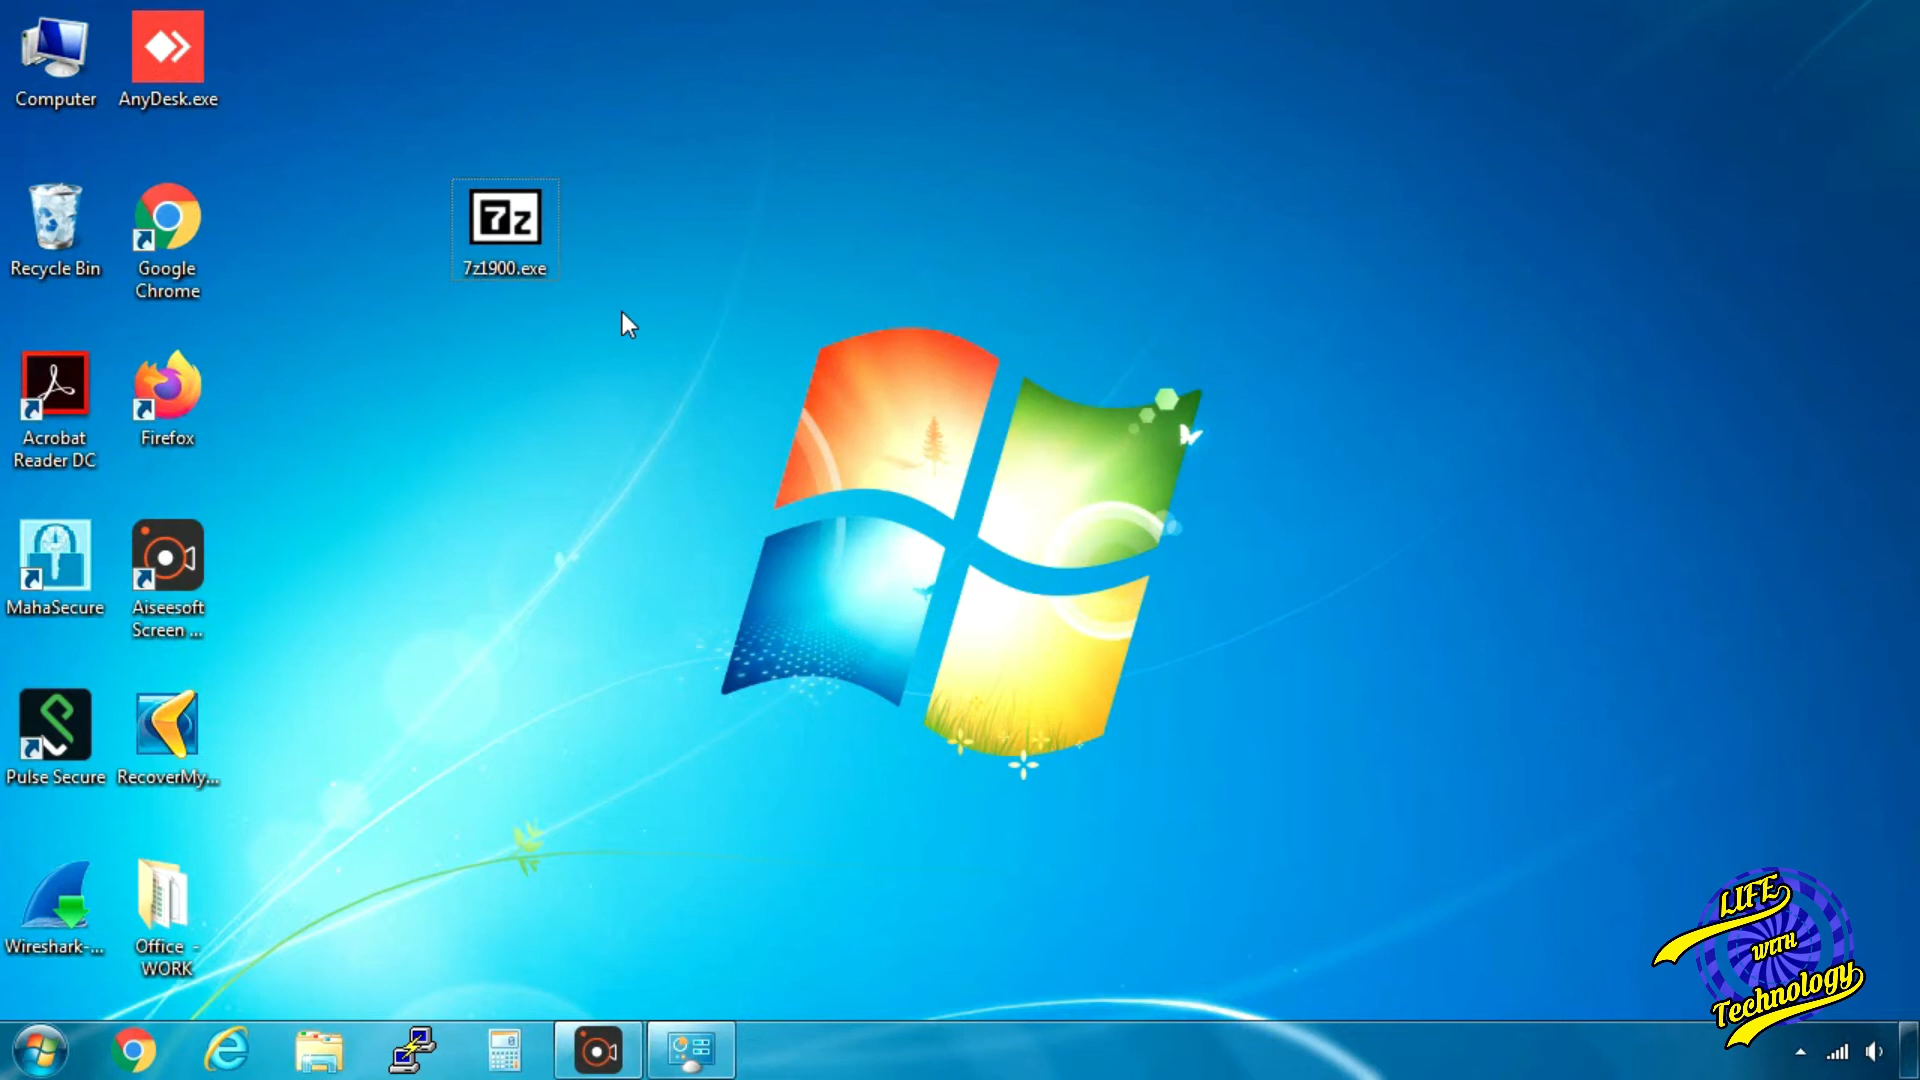 Computer
AnyDesk.exe
Recycle Bin
Google
Chrome
7z
7z1900.exe
Acrobat
Reader DC
Firefox
MahaSecure
Aiseesoft
Screen ...
Pulse Secure
RecoverMy...
Wireshark-...
Office -
WORK
LIFE
WITH
Technology